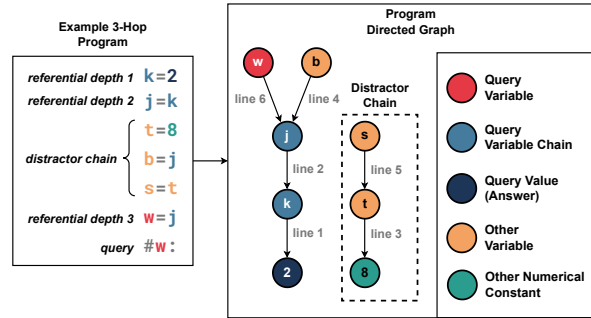 Example 3-Hop
Program
referential depth 1 k=2
referential depth 2 j=k
t=8
distractor chain b=j
s=t
referential depth 3 w=j
query #w:
Program
Directed Graph
w
b
line 6
line 4
Distractor
Chain
j
s
line 2
line 5
k
t
line 1
line 3
2
8
Query
Variable
Query
Variable Chain
Query Value
(Answer)
Other
Variable
Other Numerical
Constant